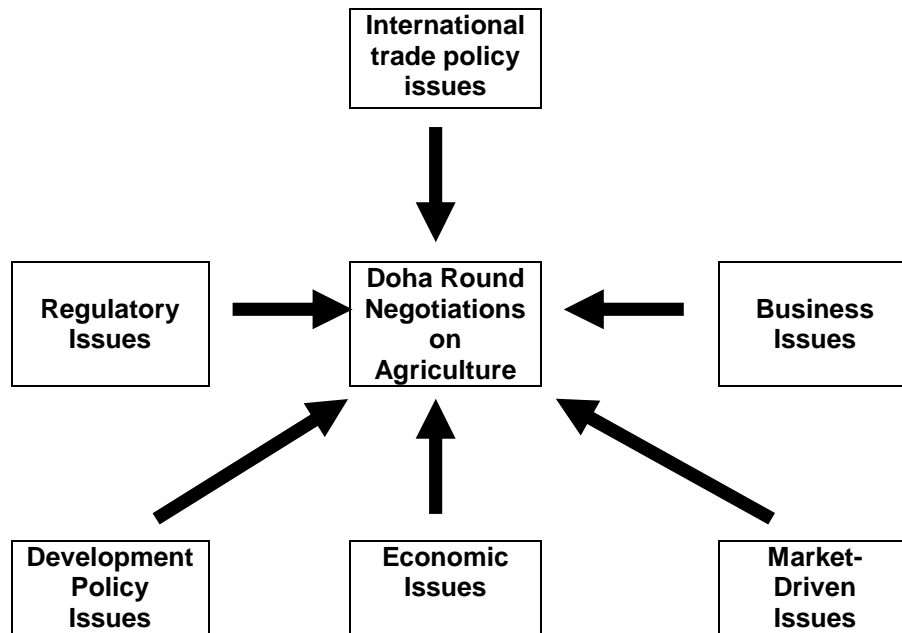 International
trade policy
issues
Regulatory
Issues
Doha Round
Negotiations
on
Agriculture
Business
Issues
Development
Policy
Issues
Economic
Issues
Market-
Driven
Issues